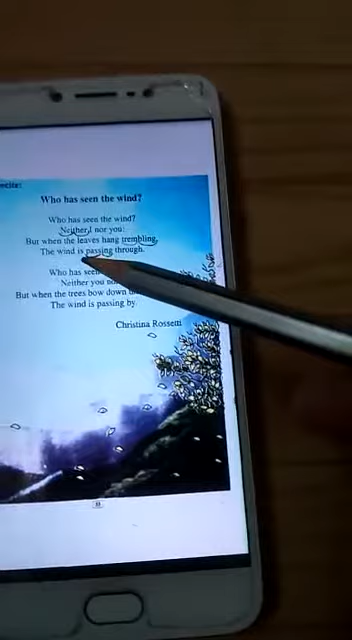 ecite:
Who has seen the wind?
Who has seen the wind?
Neither I nor you:
But when the leaves hang trembling,
The wind is passing through.
Who has seen
Neither you no
But when the trees bow down th
The wind is passing by.
Christina Rossetti